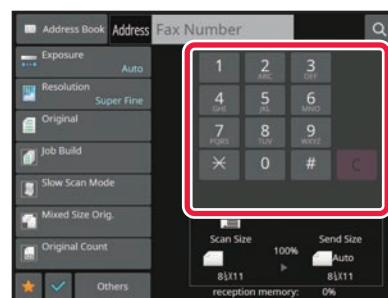 Address Book Address Fax Number
Exposure
Auto
Resolution
Super Fine
Original
Job Build
Slow Scan Mode
Mixed Size Orig.
Original Count
Others
1 2 3
ABC DEF
4 5 6
GHI JKL MNO
7 8 9
PQRS TUV WXYZ
* 0 #
C
Scan Size 100% Send Size
Auto
8½X11 8½X11
reception memory: 0%